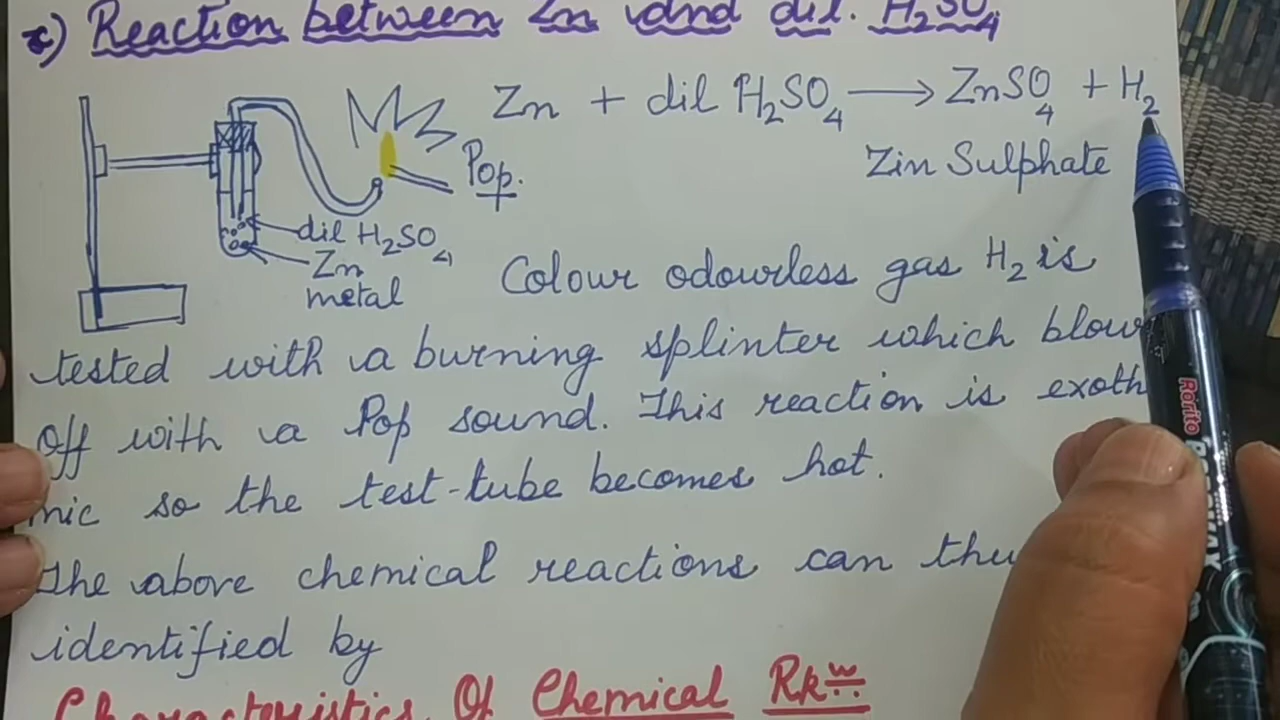 c) Reaction between Zn and dil. H₂SO₄
Zn + dil H₂SO₄ ⟶ ZnSO₄ + H₂
Zin Sulphate
Pop.
dil H₂SO₄
Zn
metal
Colour odourless gas H₂ is
tested with a burning splinter which blow
off with a Pop sound. This reaction is exoth
mic so the test-tube becomes hot.
The above chemical reactions can thu
identified by
Characteristics Of Chemical Rxⁿ
Rorito